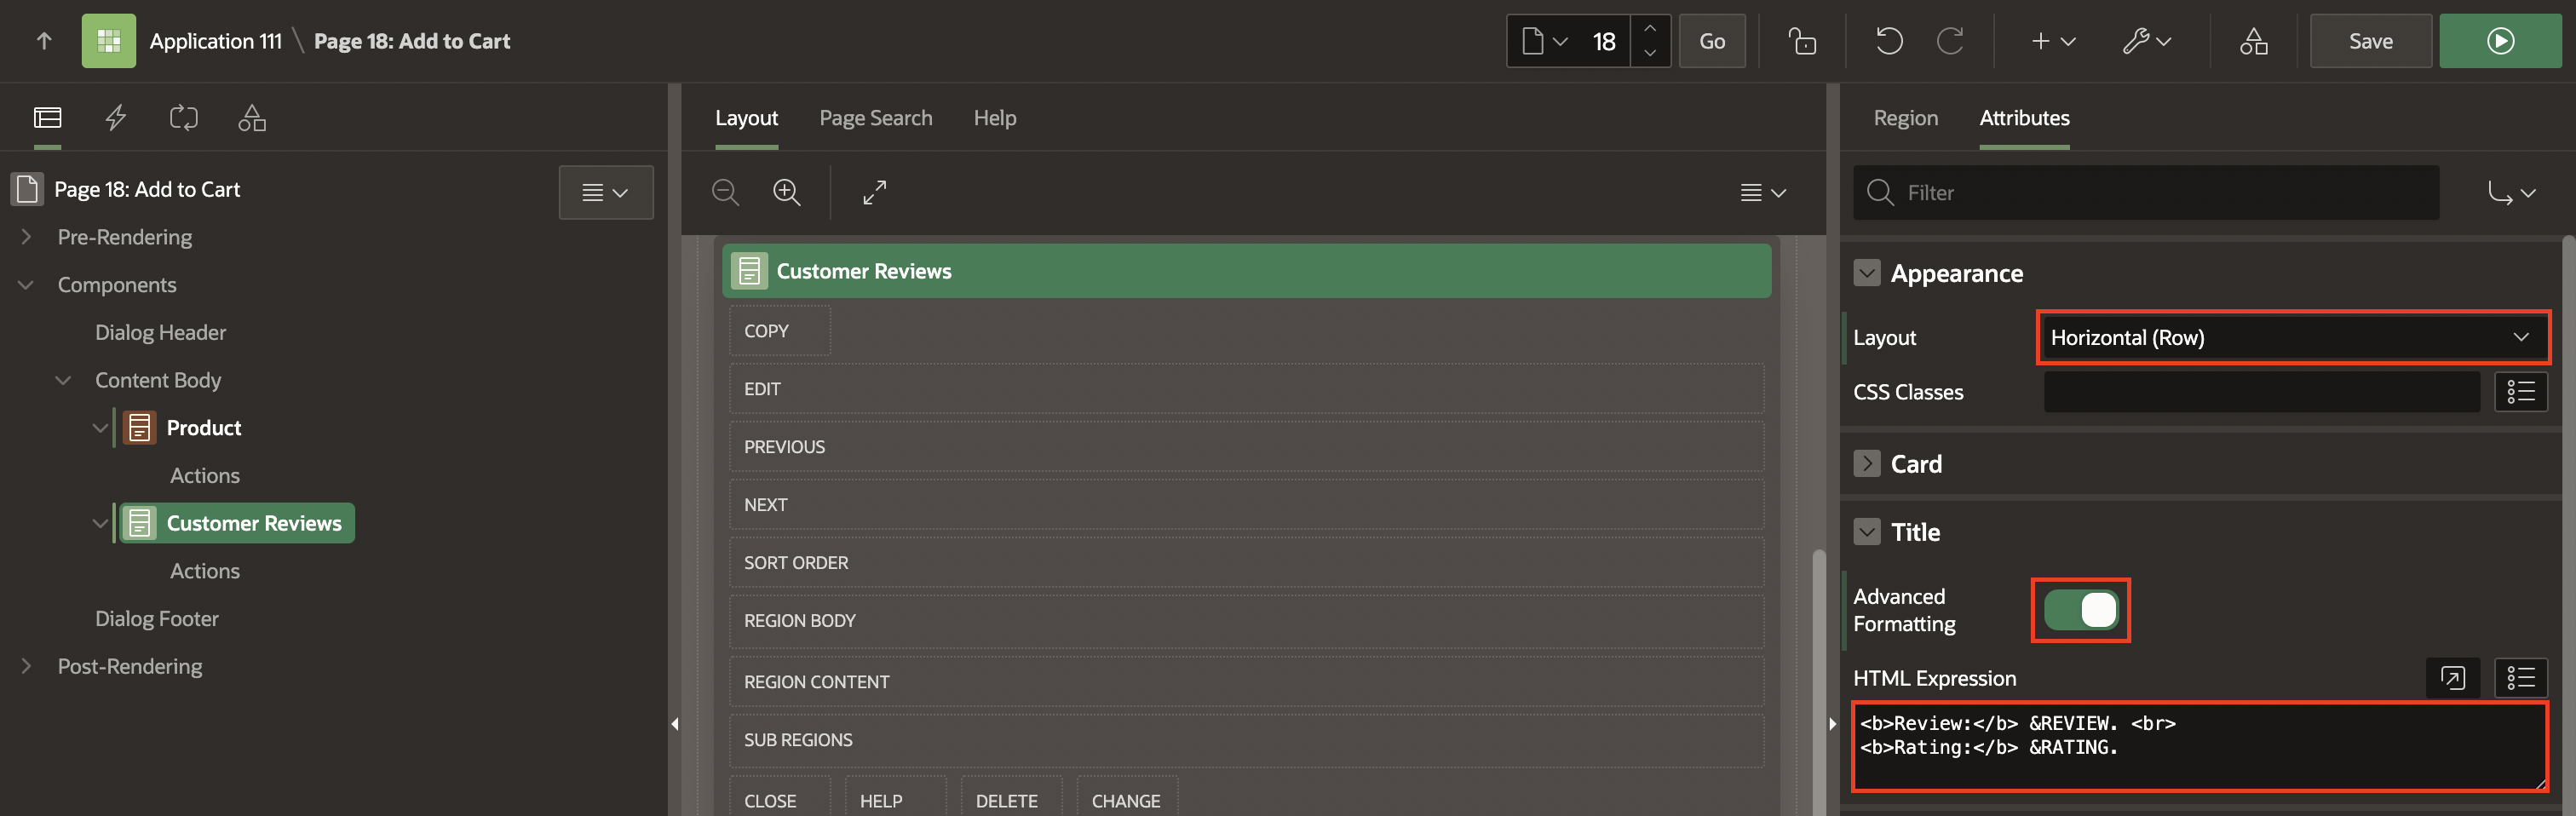 Application 111 \ Page 18: Add to Cart
18
Go
Save
Page 18: Add to Cart
Pre-Rendering
Components
Dialog Header
Content Body
Product
Actions
Customer Reviews
Actions
Dialog Footer
Post-Rendering
Layout
Page Search
Help
Customer Reviews
COPY
EDIT
PREVIOUS
NEXT
SORT ORDER
REGION BODY
REGION CONTENT
SUB REGIONS
CLOSE
HELP
DELETE
CHANGE
Region
Attributes
Filter
Appearance
Layout
Horizontal (Row)
CSS Classes
Card
Title
Advanced
Formatting
HTML Expression
<b>Review:</b> &REVIEW. <br>
<b>Rating:</b> &RATING.